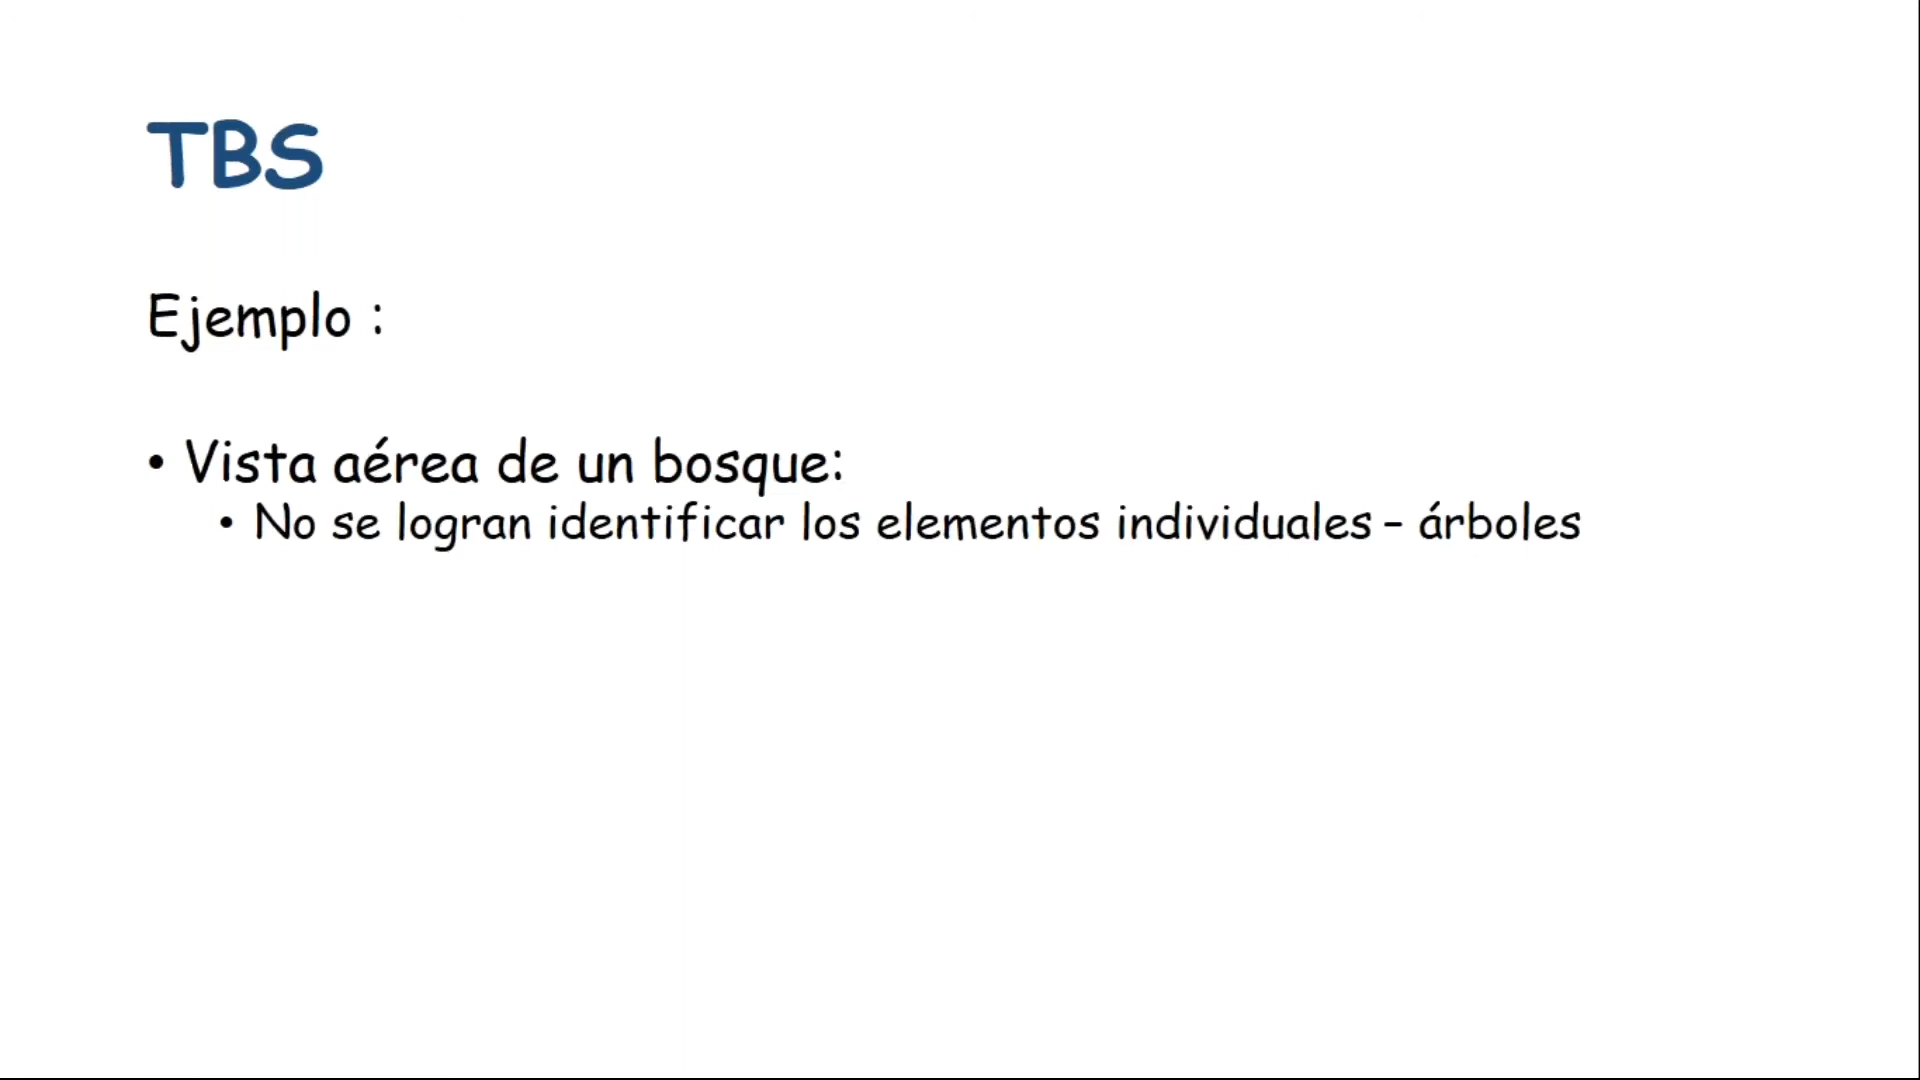 TBS
Ejemplo :
• Vista aérea de un bosque:
• No se logran identificar los elementos individuales – árboles